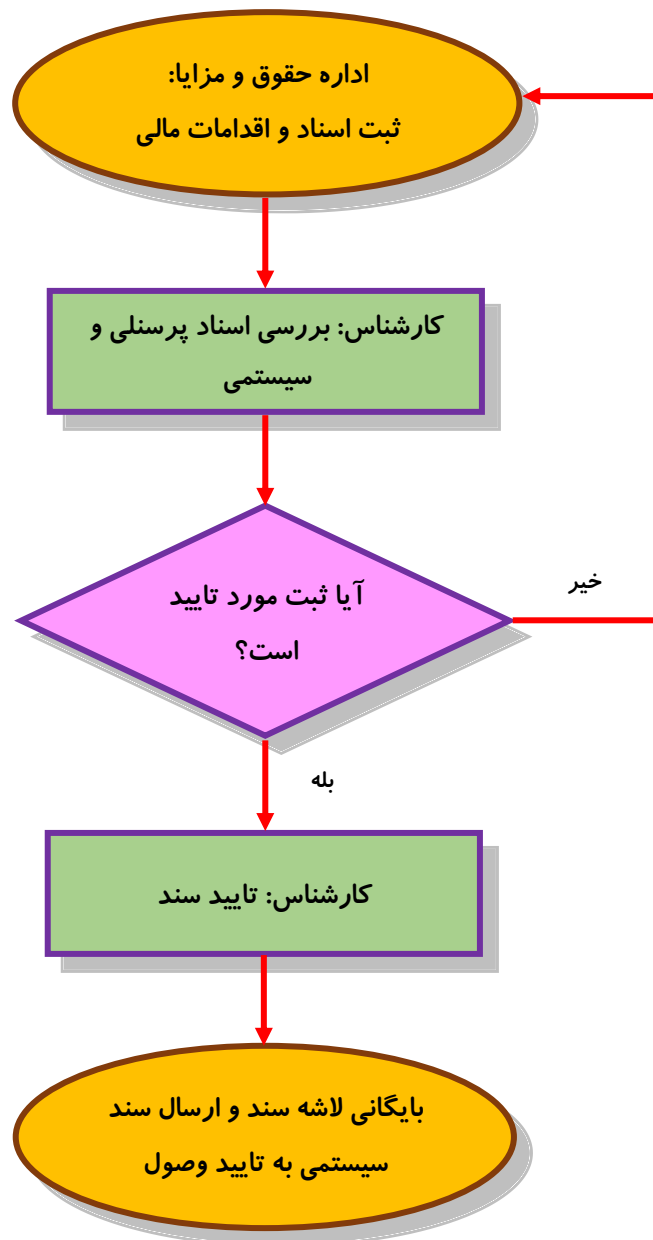 اداره حقوق و مزایا:
ثبت اسناد و اقدامات مالی
کارشناس: بررسی اسناد پرسنلی و
سیستمی
آیا ثبت مورد تایید
است؟
خیر
بله
کارشناس: تایید سند
بایگانی لاشه سند و ارسال سند
سیستمی به تایید وصول